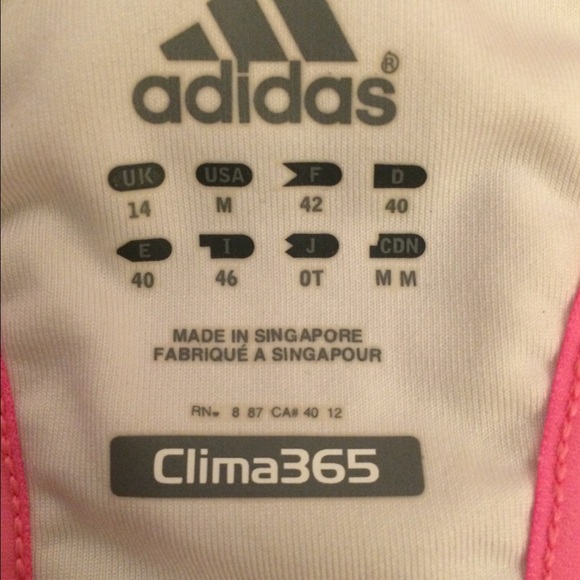 adidas®
UK USA F D
14 M 42 40
E I J CDN
40 46 OT M M
MADE IN SINGAPORE
FABRIQUÉ A SINGAPOUR
RN# 8 87 CA# 40 12
Clima365